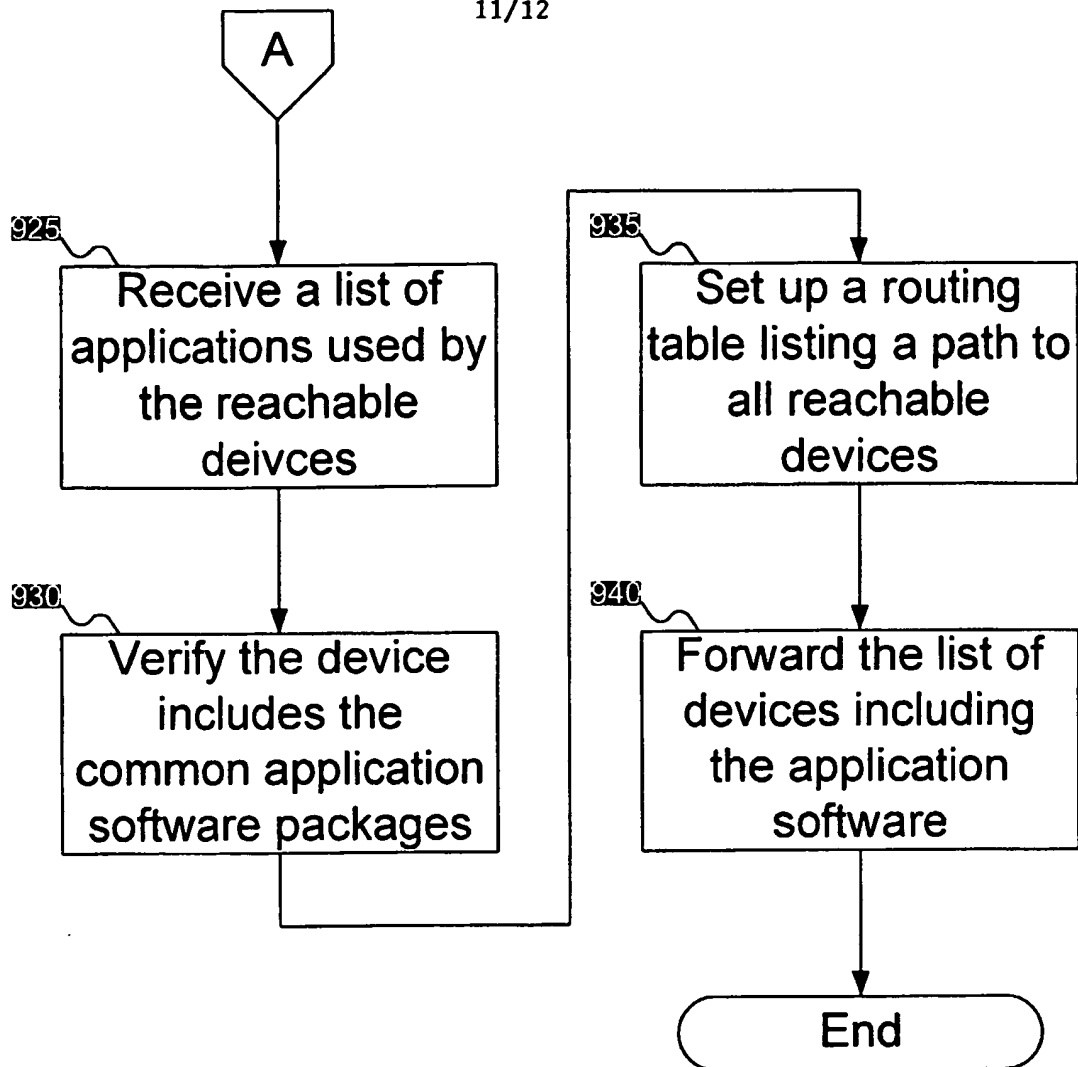 11/12
A
925
Receive a list of
applications used by
the reachable
deivces
930
Verify the device
includes the
common application
software packages
935
Set up a routing
table listing a path to
all reachable
devices
940
Forward the list of
devices including
the application
software
End